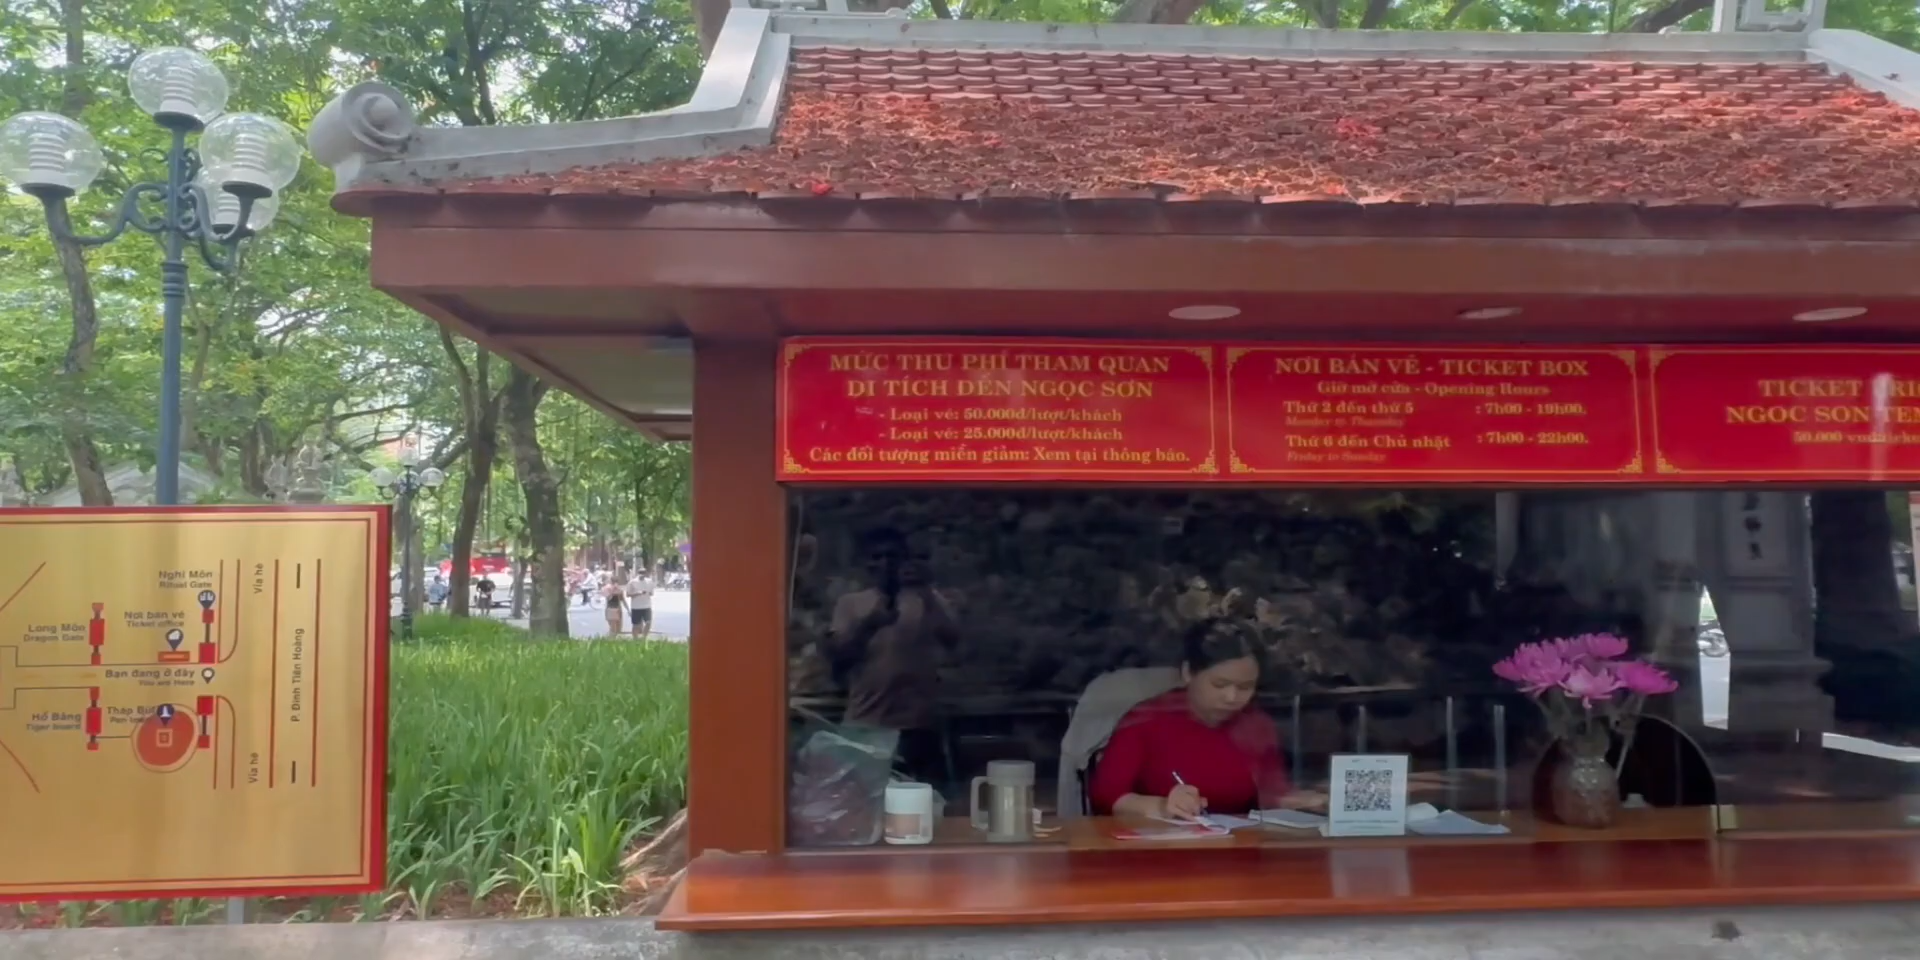 MỨC THU PHÍ THAM QUAN
DI TÍCH ĐỀN NGỌC SƠN
- Loại vé: 50.000đ/lượt/khách
- Loại vé: 25.000đ/lượt/khách
Các đối tượng miễn giảm: Xem tại thông báo.
NƠI BÁN VÉ - TICKET BOX
Giờ mở cửa - Opening Hours
Thứ 2 đến thứ 5 : 7h00 - 19h00.
Monday to Thursday
Thứ 6 đến Chủ nhật : 7h00 - 22h00.
Friday to Sunday
TICKET
NGOC SON
50.000
Nghi Môn
Ritual Gate
Nơi bán vé
Ticket office
Long Môn
Dragon Gate
Bạn đang ở đây
You are Here
Tháp Bút
Pen
Hổ Bảng
Tiger Board
Vỉa hè
P. Đinh Tiên Hoàng
Vỉa hè